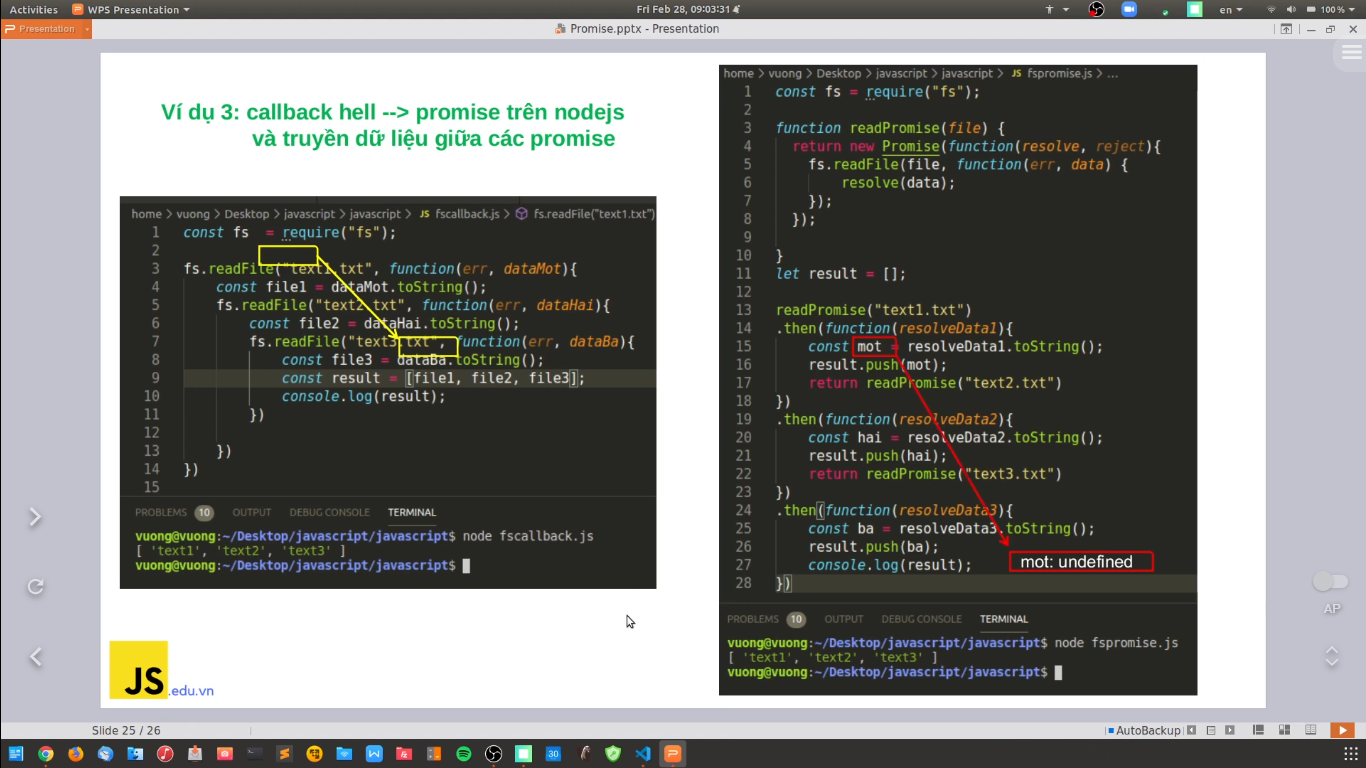 Activities WPS Presentation Fri Feb 28, 09:03:31 en 100 %
Presentation Promise.pptx - Presentation
Ví dụ 3: callback hell --> promise trên nodejs
và truyền dữ liệu giữa các promise
home > vuong > Desktop > javascript > javascript > JS fscallback.js > fs.readFile("text1.txt")
1 const fs = require("fs");
2
3 fs.readFile("text1.txt", function(err, dataMot){
4 const file1 = dataMot.toString();
5 fs.readFile("text2.txt", function(err, dataHai){
6 const file2 = dataHai.toString();
7 fs.readFile("text3.txt", function(err, dataBa){
8 const file3 = dataBa.toString();
9 const result = [file1, file2, file3];
10 console.log(result);
11 })
12
13 })
14 })
15
PROBLEMS 10 OUTPUT DEBUG CONSOLE TERMINAL
vuong@vuong:~/Desktop/javascript/javascript$ node fscallback.js
[ 'text1', 'text2', 'text3' ]
vuong@vuong:~/Desktop/javascript/javascript$
home > vuong > Desktop > javascript > javascript > JS fspromise.js > ...
1 const fs = require("fs");
2
3 function readPromise(file) {
4 return new Promise(function(resolve, reject){
5 fs.readFile(file, function(err, data) {
6 resolve(data);
7 });
8 });
9
10 }
11 let result = [];
12
13 readPromise("text1.txt")
14 .then(function(resolveData1){
15 const mot = resolveData1.toString();
16 result.push(mot);
17 return readPromise("text2.txt")
18 })
19 .then(function(resolveData2){
20 const hai = resolveData2.toString();
21 result.push(hai);
22 return readPromise("text3.txt")
23 })
24 .then(function(resolveData3){
25 const ba = resolveData3.toString();
26 result.push(ba);
27 console.log(result);
28 })
mot: undefined
PROBLEMS 10 OUTPUT DEBUG CONSOLE TERMINAL
vuong@vuong:~/Desktop/javascript/javascript$ node fspromise.js
[ 'text1', 'text2', 'text3' ]
vuong@vuong:~/Desktop/javascript/javascript$
AP
JS.edu.vn
Slide 25 / 26 AutoBackup
30